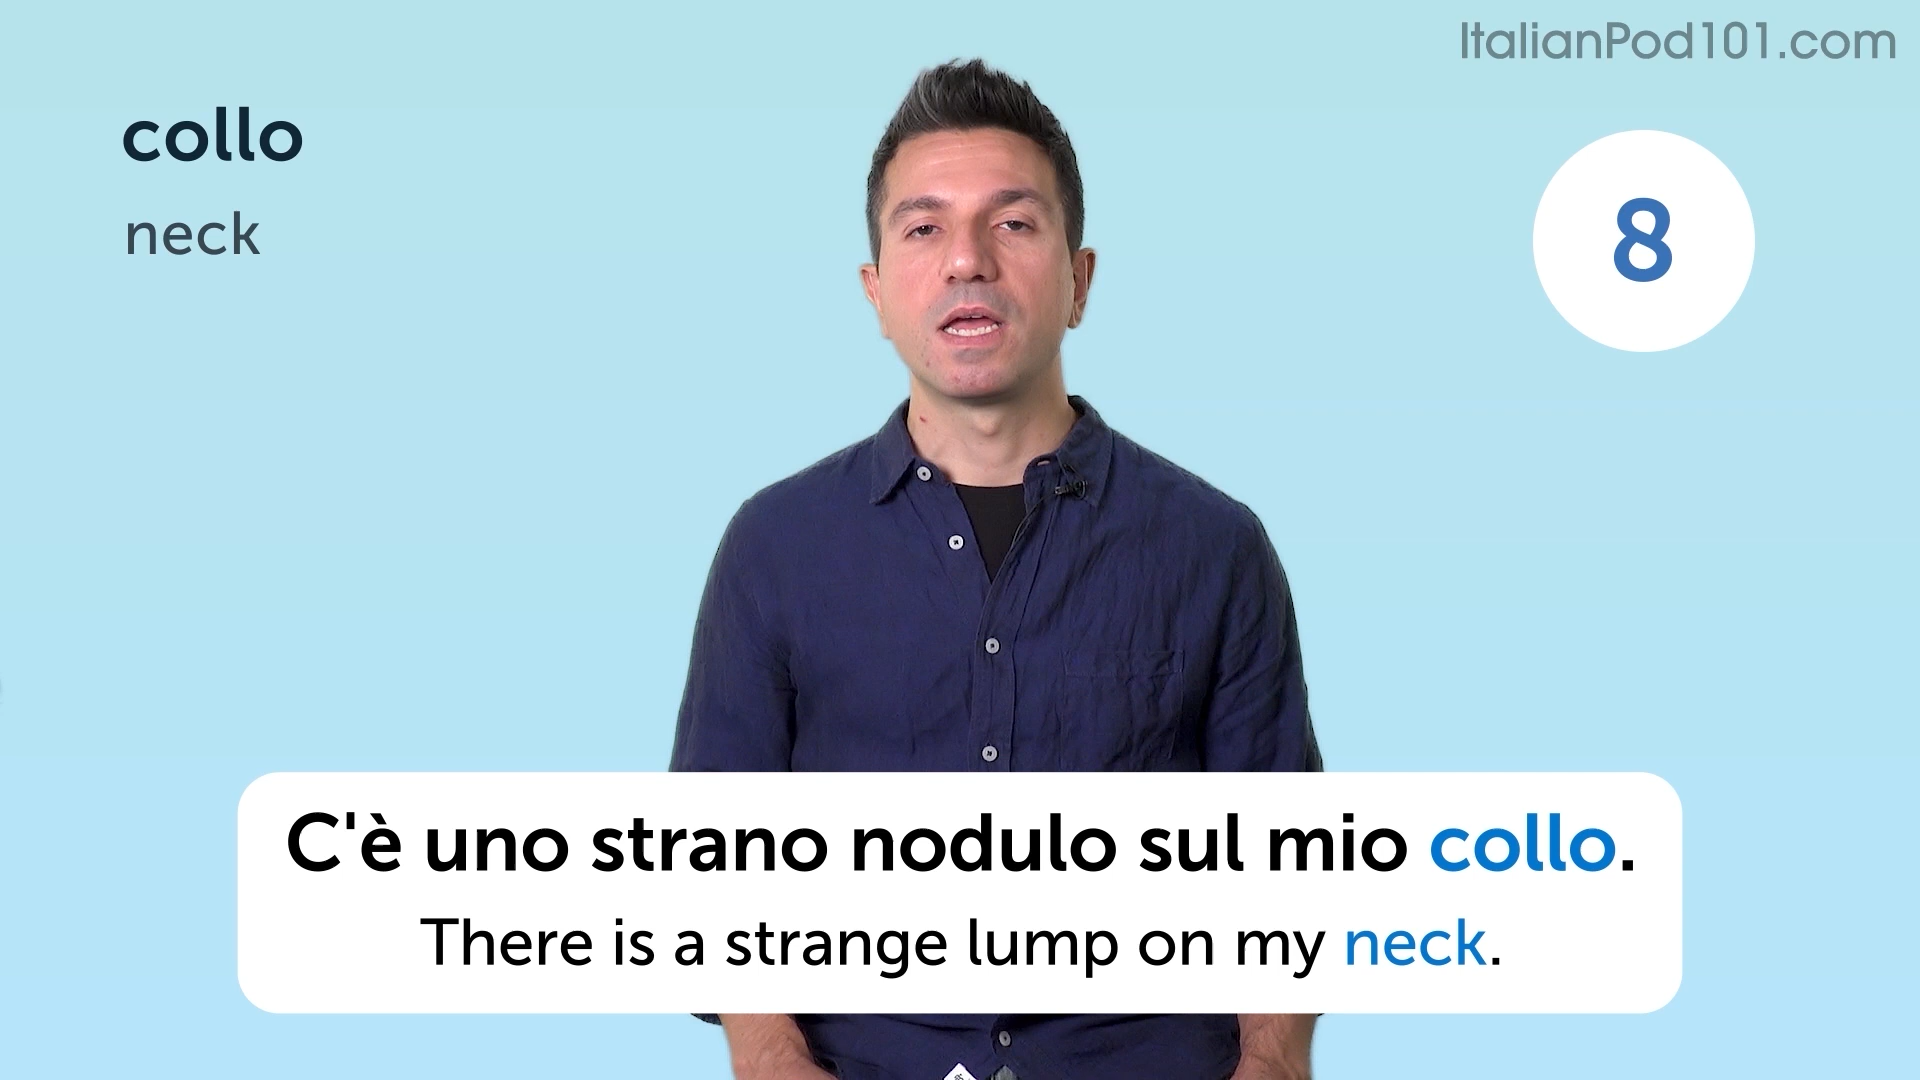 ItalianPod101.com
collo
neck
8
C'è uno strano nodulo sul mio collo.
There is a strange lump on my neck.